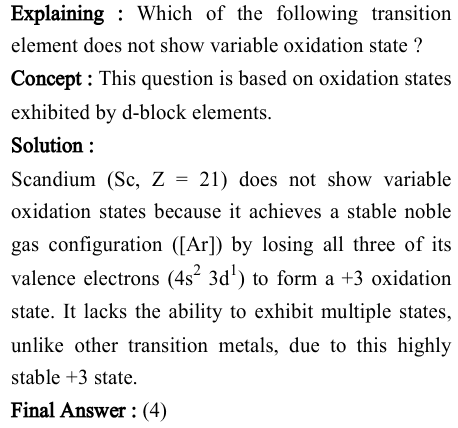 Explaining : Which of the following transition
element does not show variable oxidation state ?
Concept : This question is based on oxidation states
exhibited by d-block elements.
Solution :
Scandium (Sc, Z = 21) does not show variable
oxidation states because it achieves a stable noble
gas configuration ([Ar]) by losing all three of its
valence electrons (4s² 3d¹) to form a +3 oxidation
state. It lacks the ability to exhibit multiple states,
unlike other transition metals, due to this highly
stable +3 state.
Final Answer : (4)